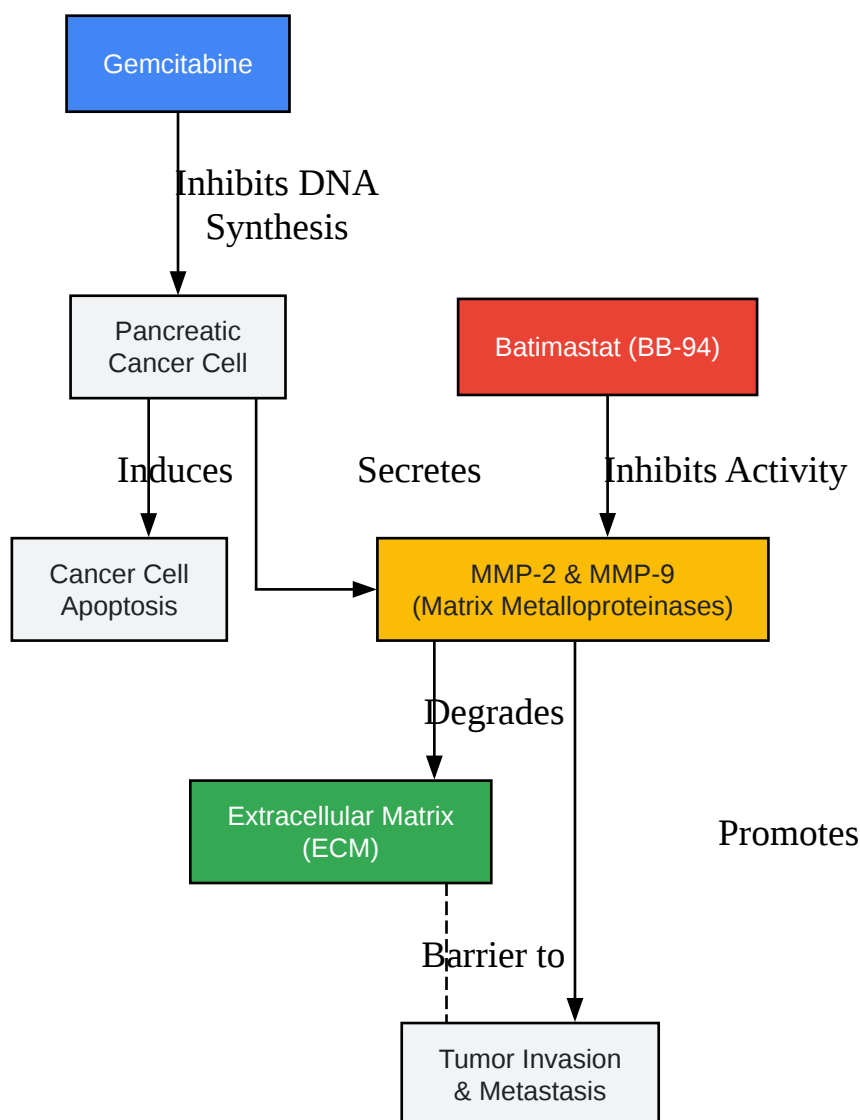 Gemcitabine
Inhibits DNA
Synthesis
Pancreatic
Cancer Cell
Batimastat (BB-94)
Induces
Secretes
Inhibits Activity
Cancer Cell
Apoptosis
MMP-2 & MMP-9
(Matrix Metalloproteinases)
Degrades
Extracellular Matrix
(ECM)
Promotes
Barrier to
Tumor Invasion
& Metastasis